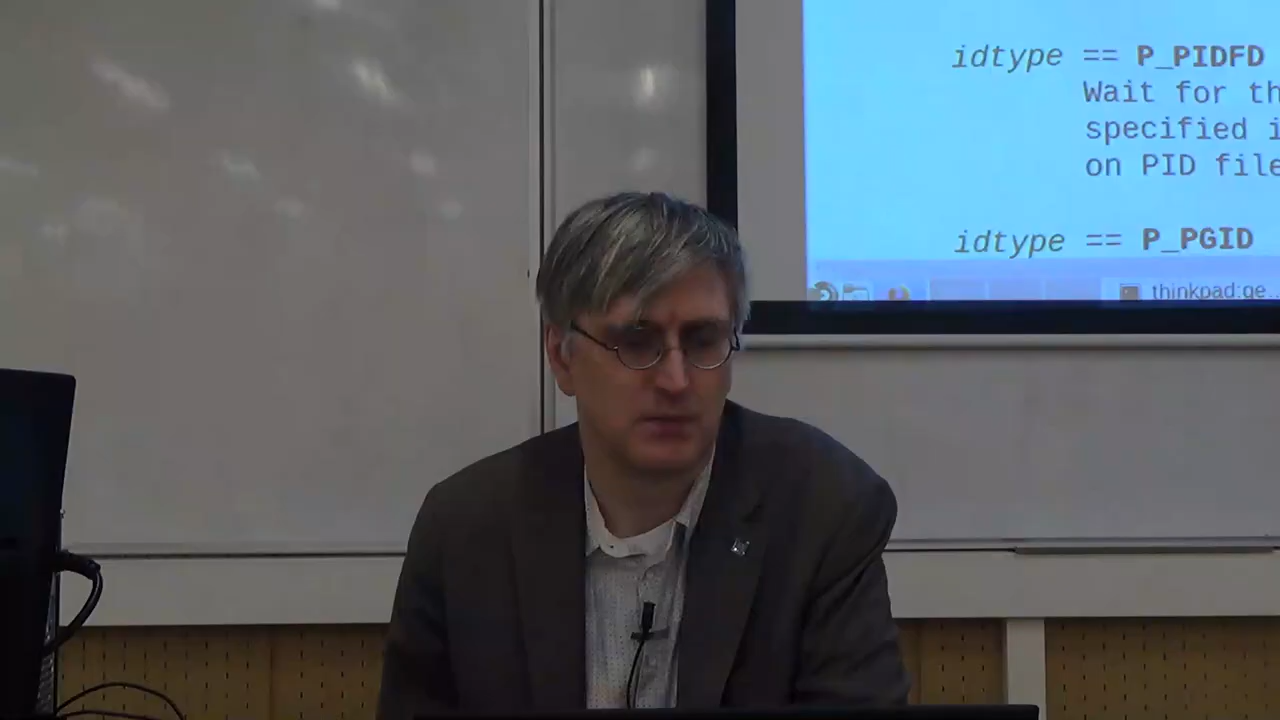 idtype == P_PIDFD
Wait for th
specified i
on PID file
idtype == P_PGID
thinkpad:ge...